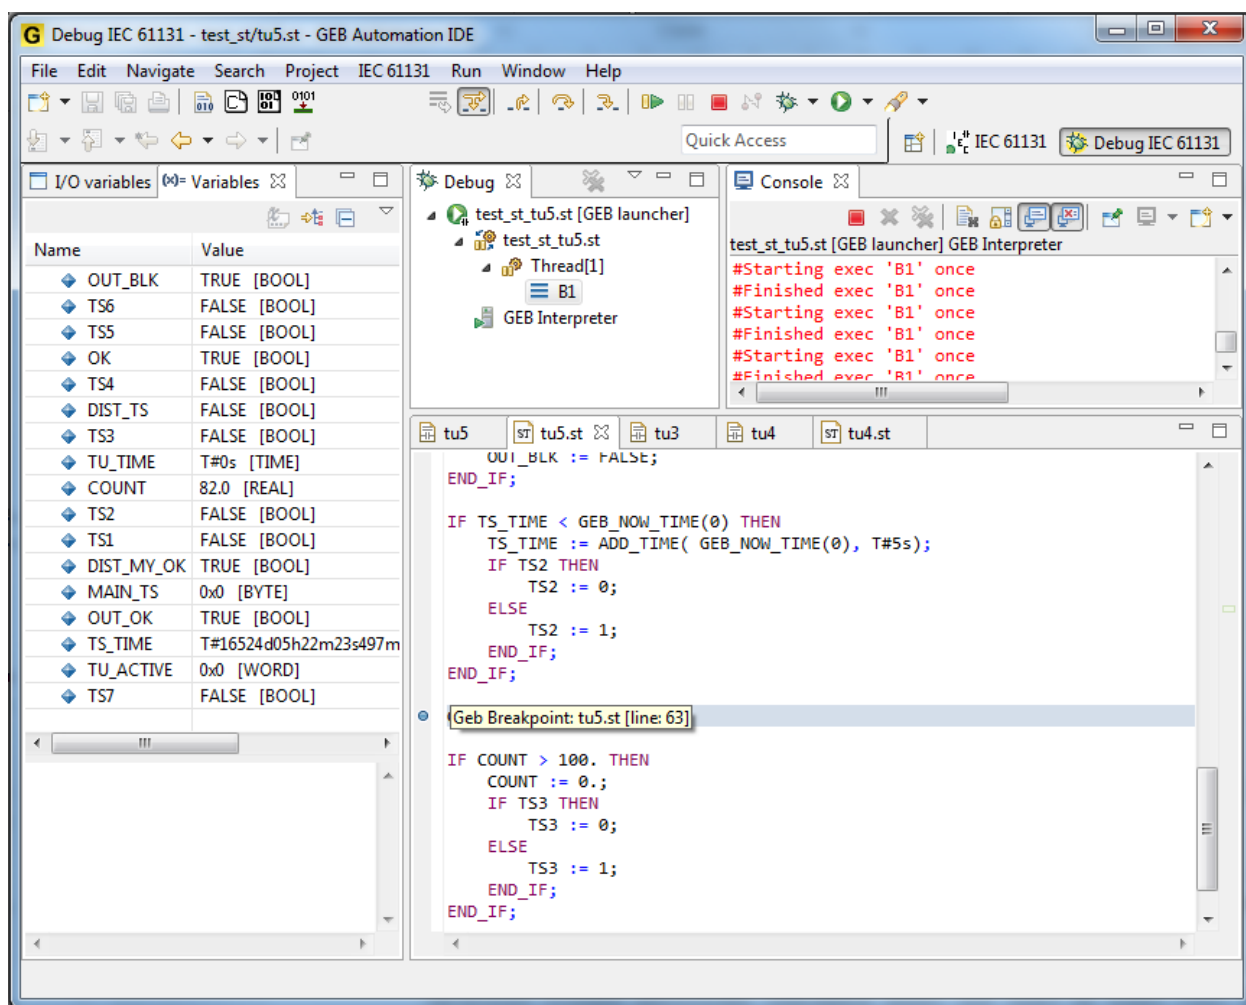 Debug IEC 61131 - test_st/tu5.st - GEB Automation IDE
File Edit Navigate Search Project IEC 61131 Run Window Help
Quick Access
IEC 61131
Debug IEC 61131
I/O variables
Variables
Name Value
OUT_BLK TRUE [BOOL]
TS6 FALSE [BOOL]
TS5 FALSE [BOOL]
OK TRUE [BOOL]
TS4 FALSE [BOOL]
DIST_TS FALSE [BOOL]
TS3 FALSE [BOOL]
TU_TIME T#0s [TIME]
COUNT 82.0 [REAL]
TS2 FALSE [BOOL]
TS1 FALSE [BOOL]
DIST_MY_OK TRUE [BOOL]
MAIN_TS 0x0 [BYTE]
OUT_OK TRUE [BOOL]
TS_TIME T#16524d05h22m23s497m
TU_ACTIVE 0x0 [WORD]
TS7 FALSE [BOOL]
Debug
test_st_tu5.st [GEB launcher]
test_st_tu5.st
Thread[1]
B1
GEB Interpreter
Console
test_st_tu5.st [GEB launcher] GEB Interpreter
#Starting exec 'B1' once
#Finished exec 'B1' once
#Starting exec 'B1' once
#Finished exec 'B1' once
#Starting exec 'B1' once
#Finished exec 'B1' once
tu5
tu5.st
tu3
tu4
tu4.st
OUT_BLK := FALSE;
END_IF;
IF TS_TIME < GEB_NOW_TIME(0) THEN
TS_TIME := ADD_TIME( GEB_NOW_TIME(0), T#5s);
IF TS2 THEN
TS2 := 0;
ELSE
TS2 := 1;
END_IF;
END_IF;
Geb Breakpoint: tu5.st [line: 63]
IF COUNT > 100. THEN
COUNT := 0.;
IF TS3 THEN
TS3 := 0;
ELSE
TS3 := 1;
END_IF;
END_IF;